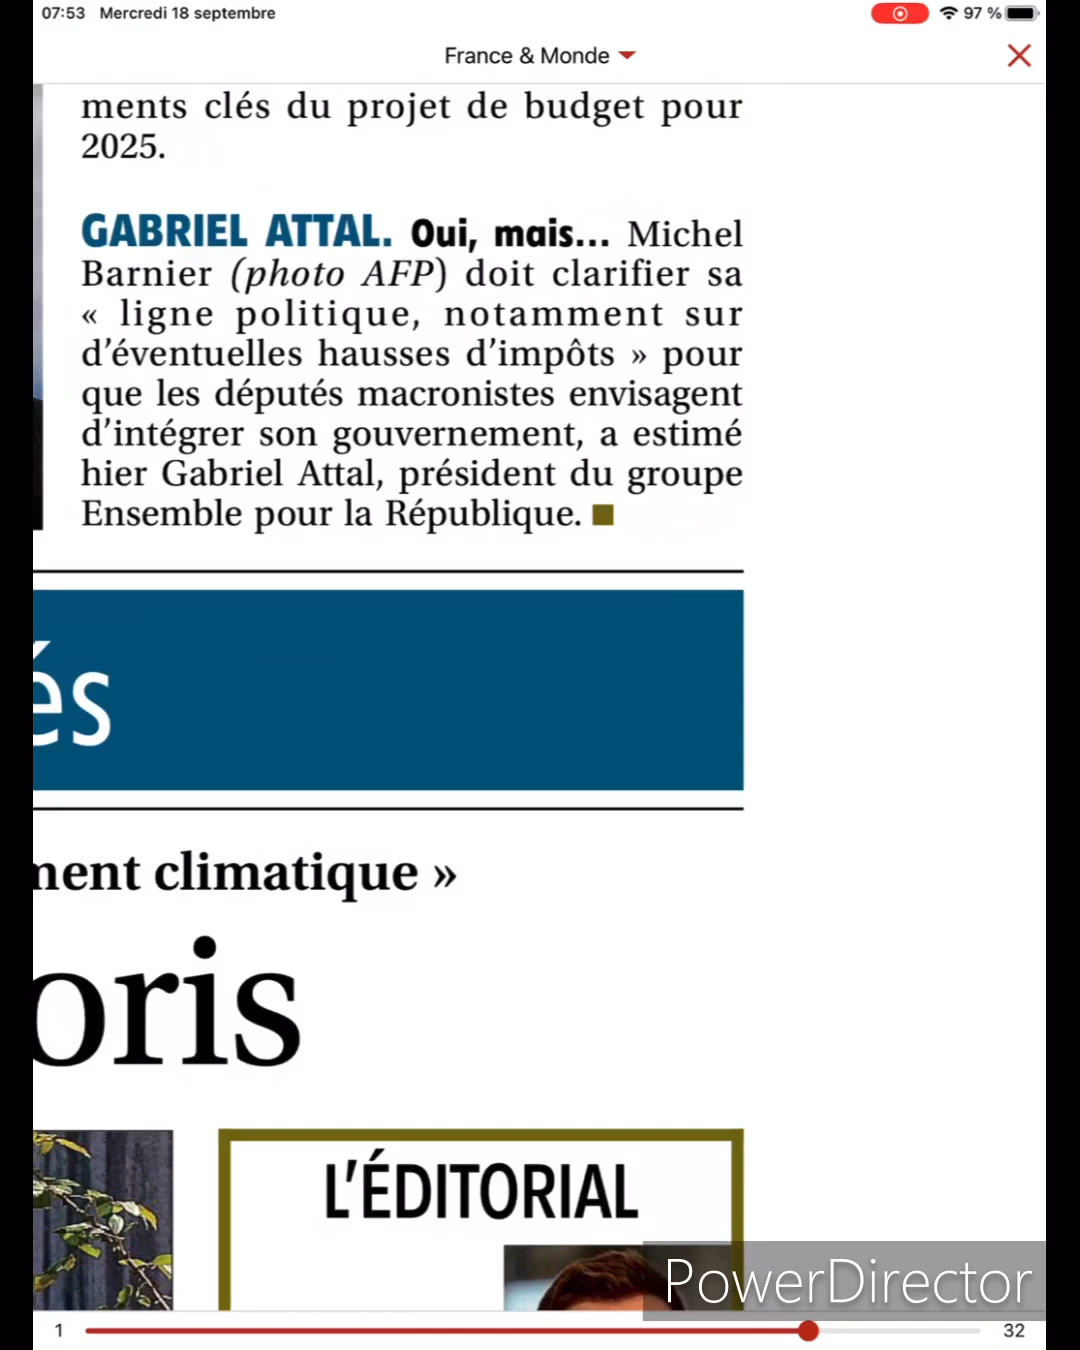 07:53 Mercredi 18 septembre
97 %
France & Monde
ments clés du projet de budget pour
2025.
GABRIEL ATTAL. Oui, mais... Michel
Barnier (photo AFP) doit clarifier sa
« ligne politique, notamment sur
d'éventuelles hausses d'impôts » pour
que les députés macronistes envisagent
d'intégrer son gouvernement, a estimé
hier Gabriel Attal, président du groupe
Ensemble pour la République.
és
ment climatique »
oris
L'ÉDITORIAL
PowerDirector
1
32